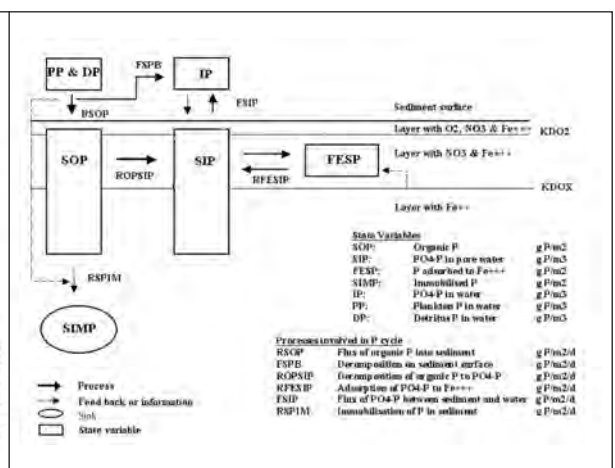 PP & DP
FSPB
IP
RSOP
FSIP
Sediment surface
Layer with O2, NO3 & Fe+++
KDO2
SOP
ROPSIP
SIP
RFESIP
FESP
Layer with NO3 & Fe+++
KDOX
Layer with Fe++
RSPIM
SIMP
State Variables
SOP: Organic P g P/m2
SIP: PO4-P in pore water g P/m3
FESP: P adsorbed to Fe+++ g P/m2
SIMP: Immobilised P g P/m2
IP: PO4-P in water g P/m3
PP: Plankton P in water g P/m3
DP: Detritus P in water g P/m3
Processes involved in P cycle
RSOP Flux of organic P into sediment g P/m2/d
FSPB Decomposition on sediment surface g P/m2/d
ROPSIP Decomposition of organic P to PO4-P g P/m2/d
RFESIP Adsorption of PO4-P to Fe+++ g P/m2/d
FSIP Flux of PO4-P between sediment and water g P/m2/d
RSPIM Immobilisation of P in sediment g P/m2/d
Process
Feed back or information
Sink
State variable